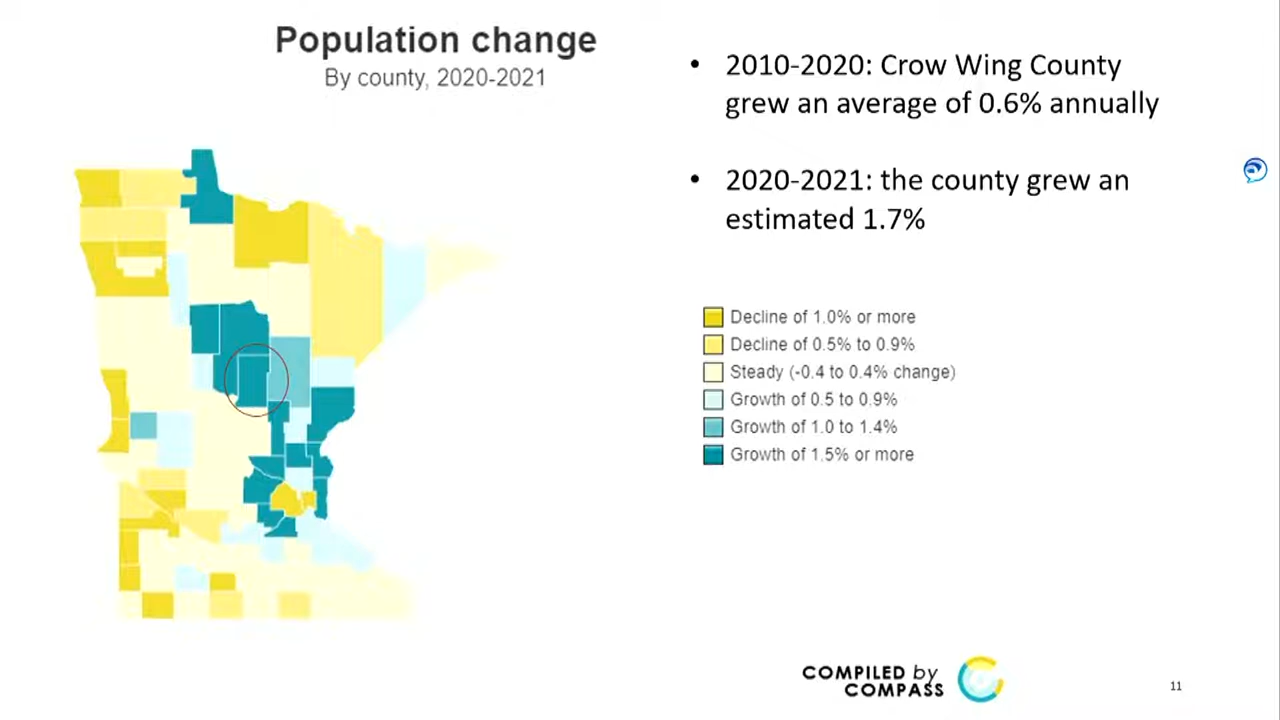 Population change
By county, 2020-2021
• 2010-2020: Crow Wing County
grew an average of 0.6% annually
• 2020-2021: the county grew an
estimated 1.7%
Decline of 1.0% or more
Decline of 0.5% to 0.9%
Steady (-0.4 to 0.4% change)
Growth of 0.5 to 0.9%
Growth of 1.0 to 1.4%
Growth of 1.5% or more
COMPILED by
COMPASS
11